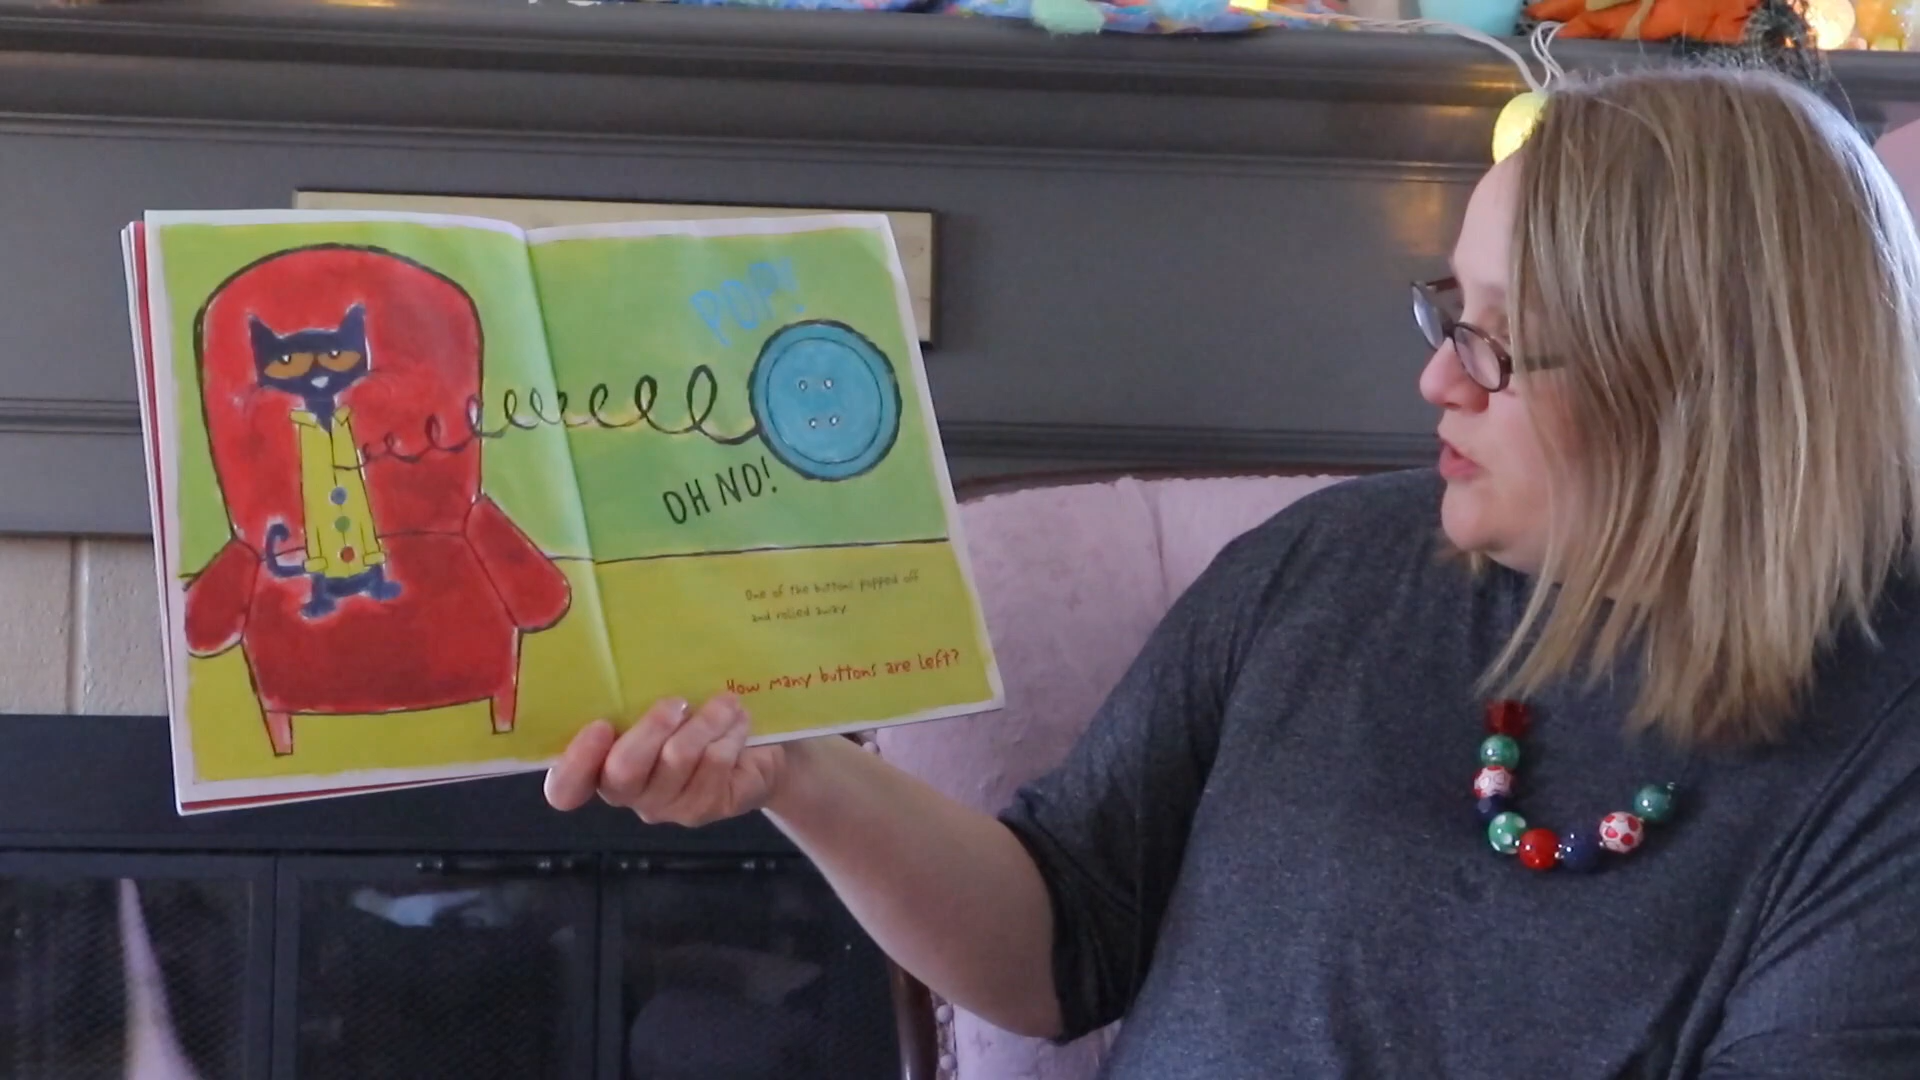 POP!
OH NO!
One of the buttons popped off
and rolled away.
How many buttons are left?